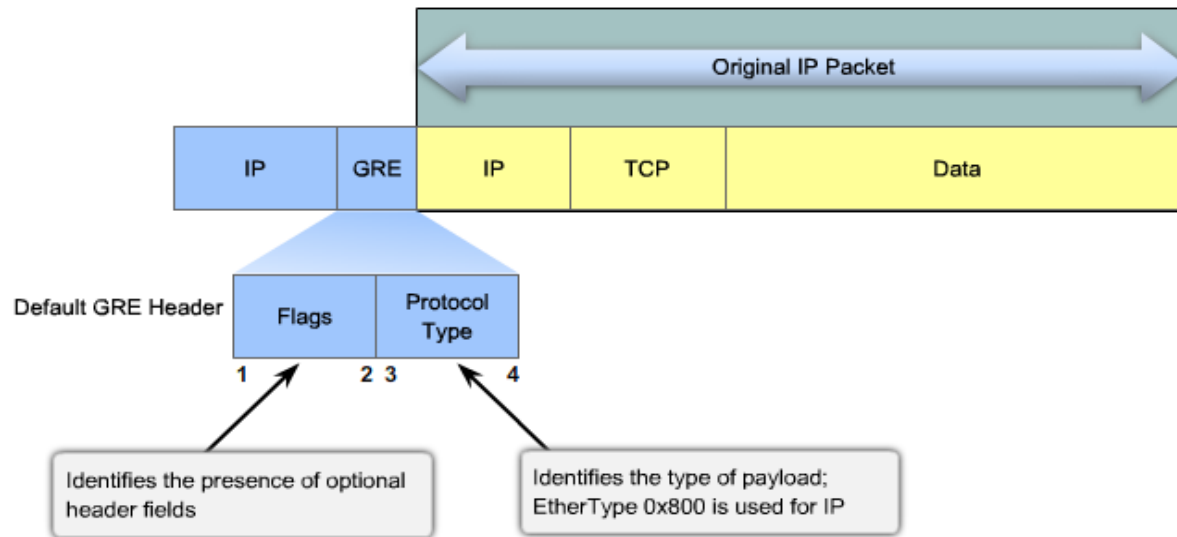 Original IP Packet
IP
GRE
IP
TCP
Data
Default GRE Header
Flags
Protocol
Type
1
2
3
4
Identifies the presence of optional
header fields
Identifies the type of payload;
EtherType 0x800 is used for IP